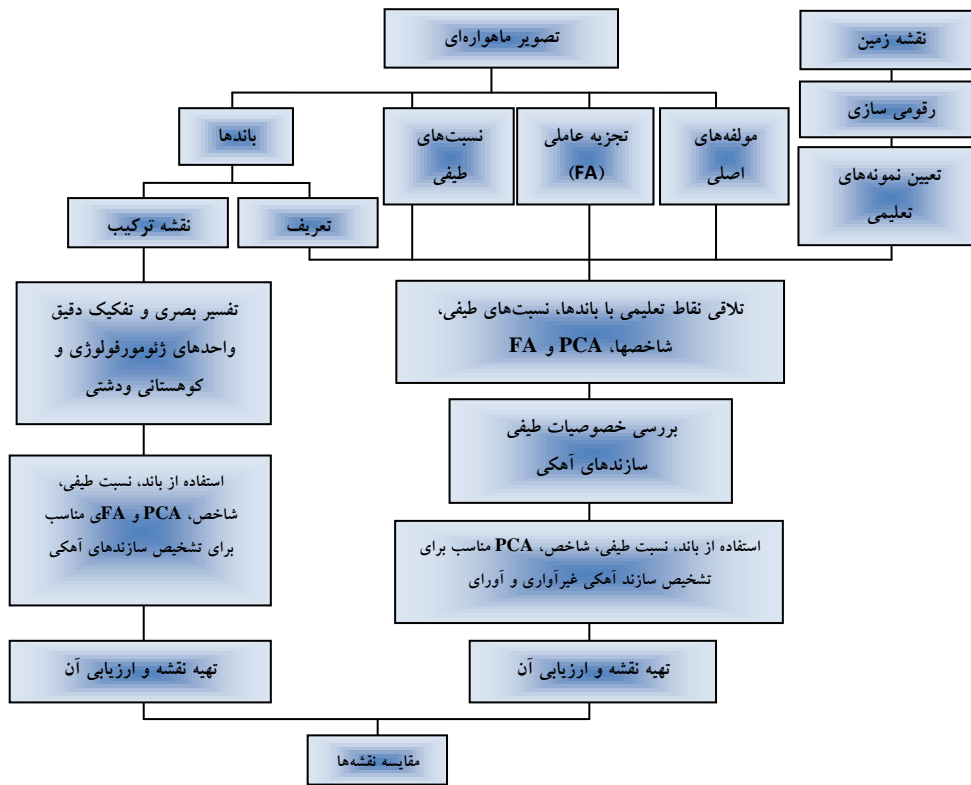 تصویر ماهواره‌ای
نقشه زمین
رقومی سازی
تعیین نمونه‌های
تعلیمی
مولفه‌های
اصلی
تجزیه عاملی
(FA)
نسبت‌های
طیفی
باندها
تعریف
نقشه ترکیب
تلاقی نقاط تعلیمی با باندها، نسبت‌های طیفی،
شاخصها، PCA و FA
تفسیر بصری و تفکیک دقیق
واحدهای ژئومورفولوژی و
کوهستانی ودشتی
بررسی خصوصیات طیفی
سازندهای آهکی
استفاده از باند، نسبت طیفی،
شاخص، PCA و FAی مناسب
برای تشخیص سازندهای آهکی
استفاده از باند، نسبت طیفی، شاخص، PCA مناسب برای
تشخیص سازند آهکی غیرآواری و آورای
تهیه نقشه و ارزیابی آن
تهیه نقشه و ارزیابی آن
مقایسه نقشه‌ها